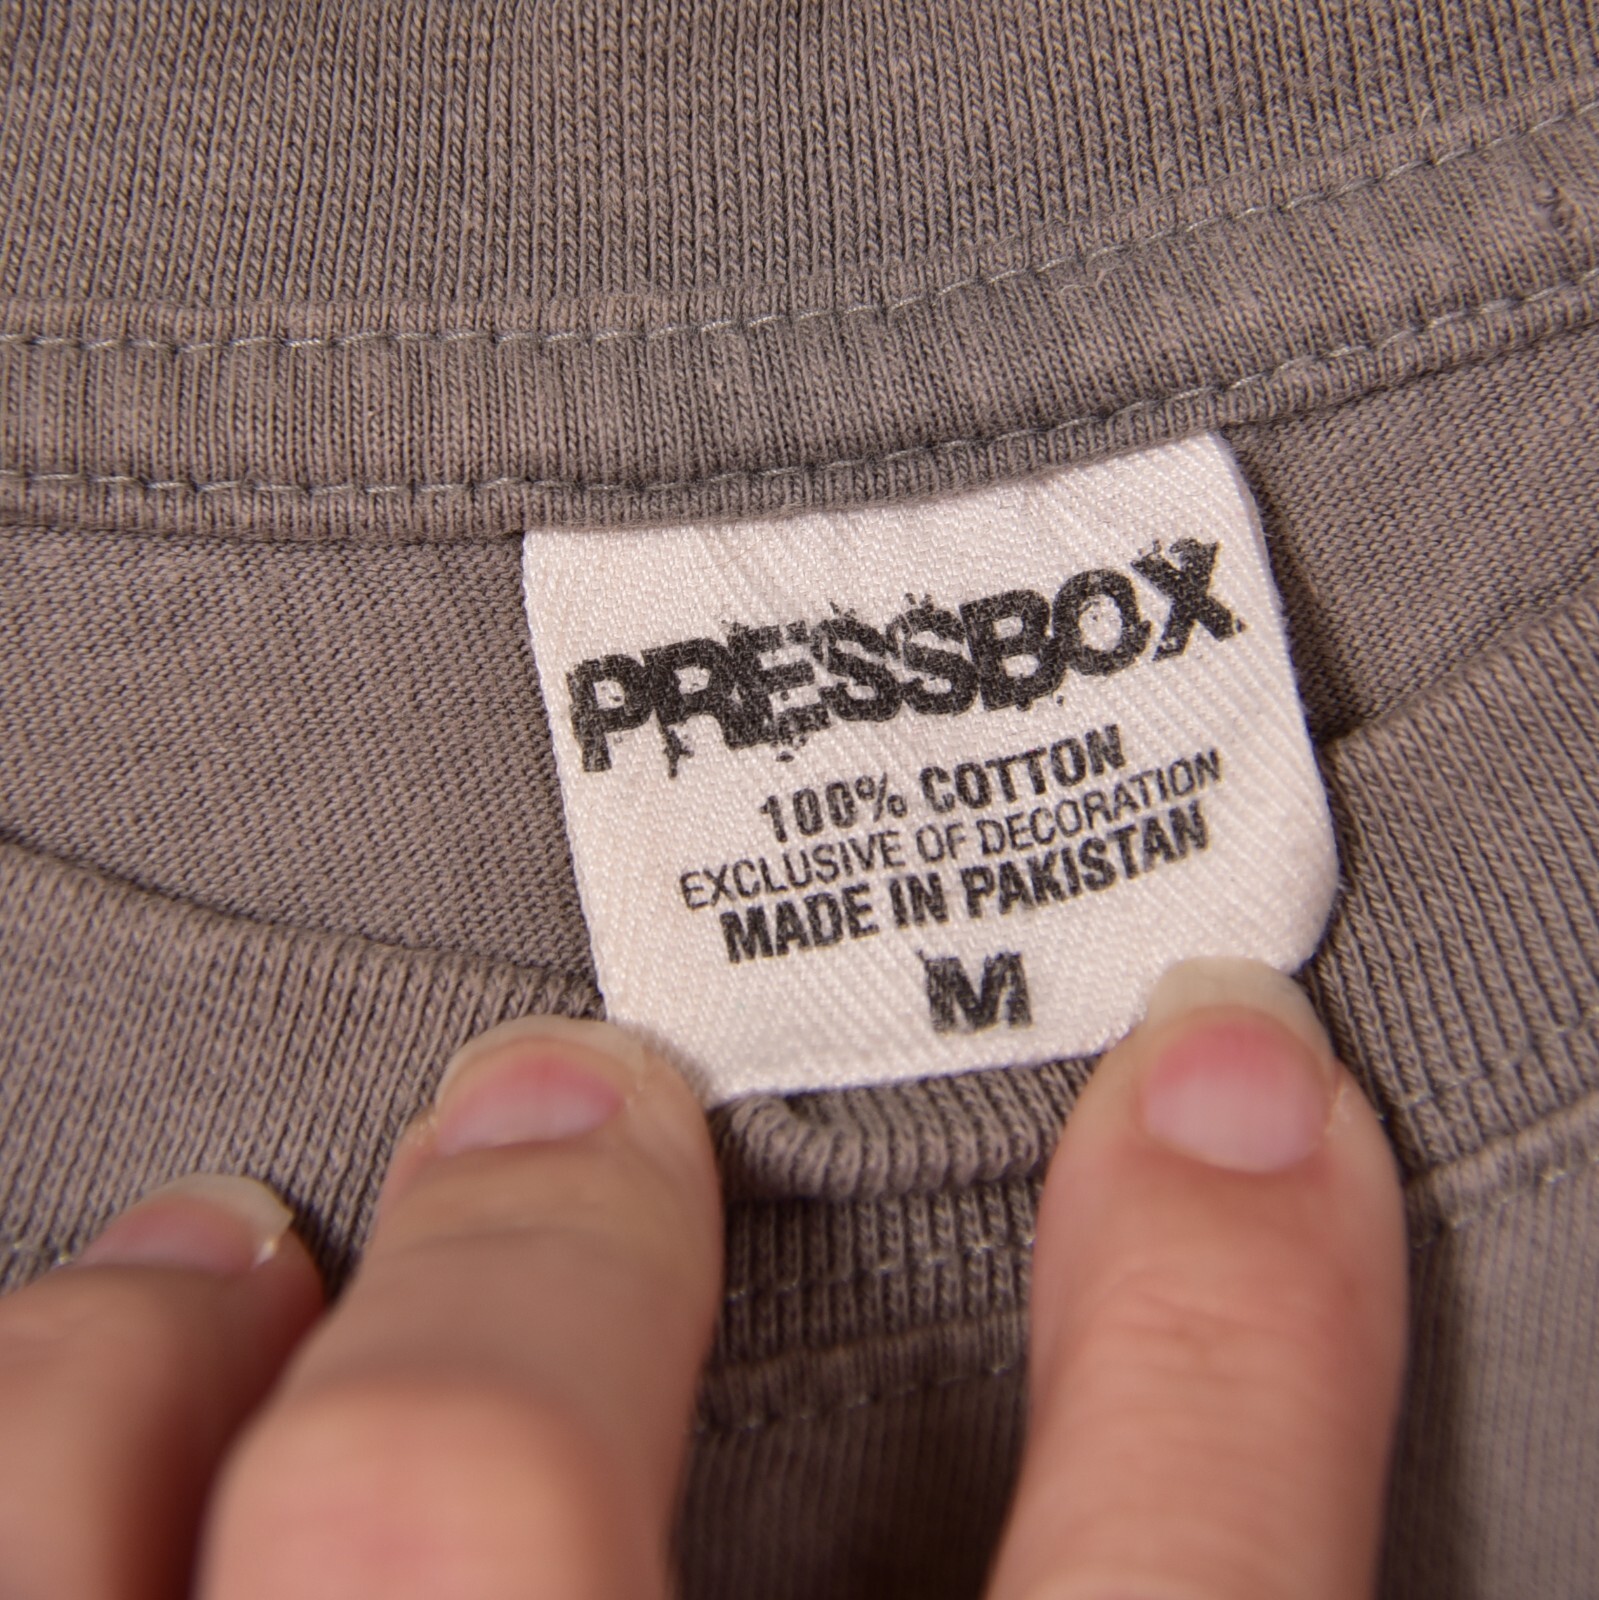 PRESSBOX
100% COTTON
EXCLUSIVE OF DECORATION
MADE IN PAKISTAN
M